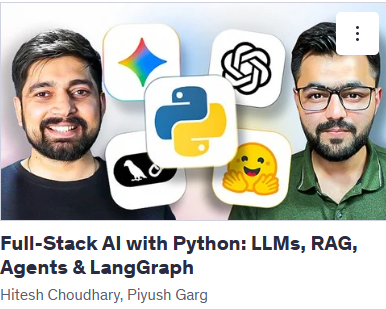 Full-Stack AI with Python: LLMs, RAG,
Agents & LangGraph
Hitesh Choudhary, Piyush Garg